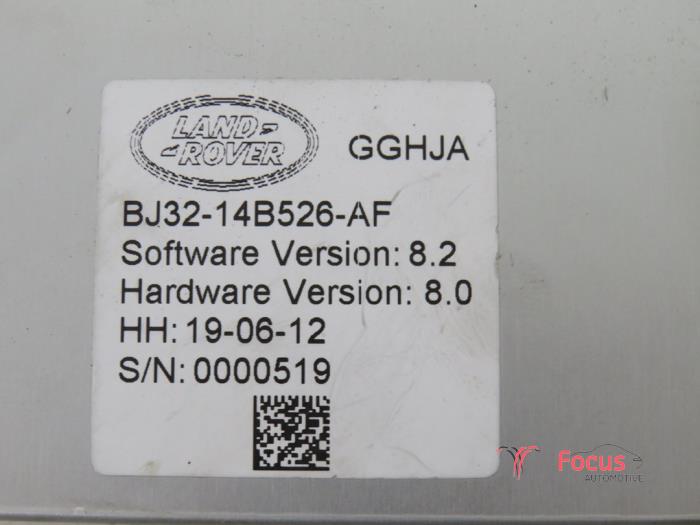 LAND-
-ROVER
GGHJA
BJ32-14B526-AF
Software Version: 8.2
Hardware Version: 8.0
HH: 19-06-12
S/N: 0000519
Focus
AUTOMOTIVE